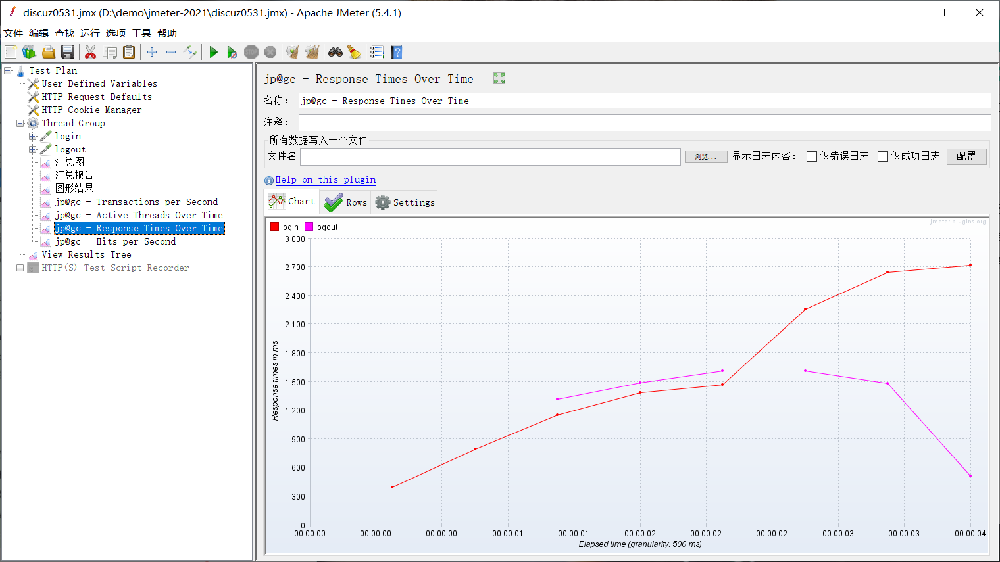 discuz0531.jmx (D:\demo\jmeter-2021\discuz0531.jmx) - Apache JMeter (5.4.1)
文件 编辑 查找 运行 选项 工具 帮助
Test Plan
User Defined Variables
HTTP Request Defaults
HTTP Cookie Manager
Thread Group
login
logout
汇总图
汇总报告
图形结果
jp@gc - Transactions per Second
jp@gc - Active Threads Over Time
jp@gc - Response Times Over Time
jp@gc - Hits per Second
View Results Tree
HTTP(S) Test Script Recorder
jp@gc - Response Times Over Time
名称： jp@gc - Response Times Over Time
注释：
所有数据写入一个文件
文件名 浏览... 显示日志内容： 仅错误日志 仅成功日志 配置
Help on this plugin
Chart Rows Settings
login logout
jmeter-plugins.org
3 000
2 700
2 400
2 100
1 800
1 500
1 200
900
600
300
0
Response times in ms
00:00:00 00:00:00 00:00:00 00:00:01 00:00:01 00:00:02 00:00:02 00:00:02 00:00:03 00:00:03 00:00:04
Elapsed time (granularity: 500 ms)